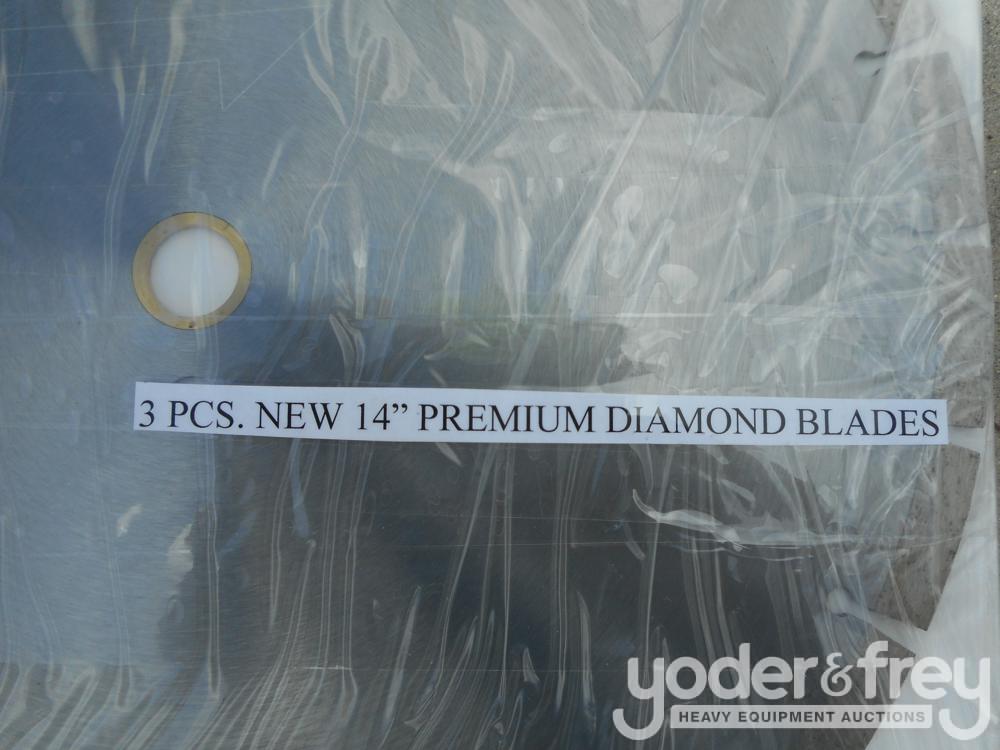 3 PCS. NEW 14” PREMIUM DIAMOND BLADES
yoder&frey
HEAVY EQUIPMENT AUCTIONS